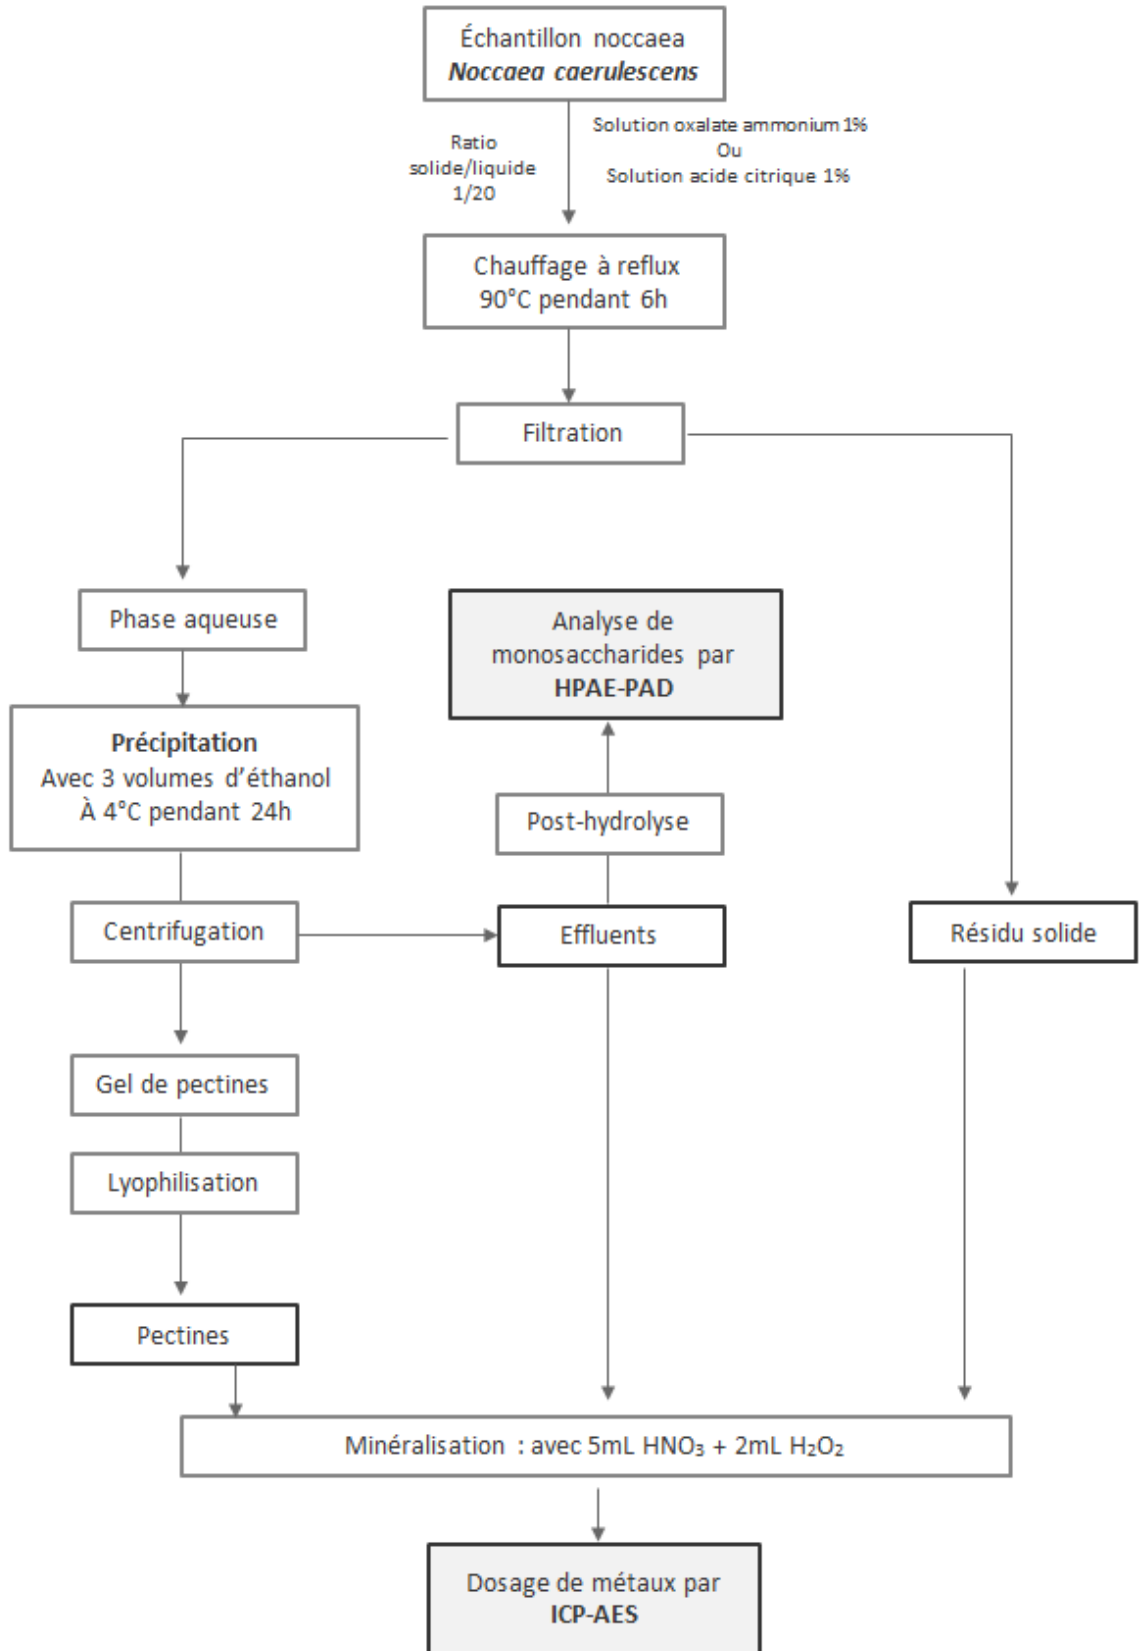 Échantillon noccaea
Noccaea caerulescens
Ratio
solide/liquide
1/20
Solution oxalate ammonium 1%
Ou
Solution acide citrique 1%
Chauffage à reflux
90°C pendant 6h
Filtration
Phase aqueuse
Analyse de
monosaccharides par
HPAE-PAD
Précipitation
Avec 3 volumes d’éthanol
À 4°C pendant 24h
Post-hydrolyse
Centrifugation
Effluents
Résidu solide
Gel de pectines
Lyophilisation
Pectines
Minéralisation : avec 5mL HNO₃ + 2mL H₂O₂
Dosage de métaux par
ICP-AES